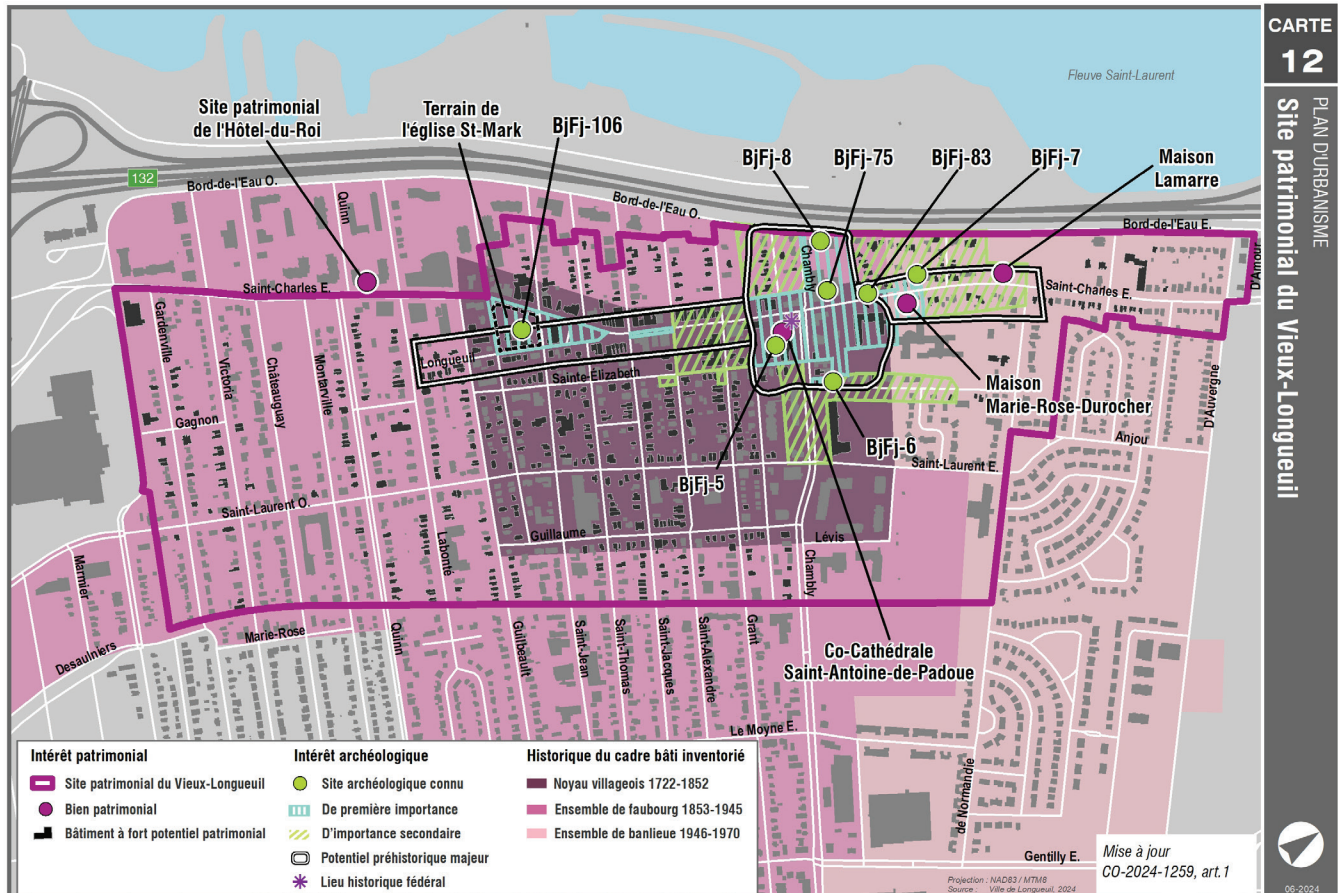 CARTE
12
PLAN D'URBANISME
Site patrimonial du Vieux-Longueuil
Fleuve Saint-Laurent
Site patrimonial
de l'Hôtel-du-Roi
Terrain de
l'église St-Mark
BjFj-106
BjFj-8
BjFj-75
BjFj-83
BjFj-7
Maison
Lamarre
132
Bord-de-l'Eau O.
Quinn
Bord-de-l'Eau O.
Bord-de-l'Eau E.
D'Amour
Chambly
Saint-Charles E.
Saint-Charles E.
Gardenville
Victoria
Châteauguay
Montarville
Longueuil
Sainte-Élizabeth
Gagnon
Maison
Marie-Rose-Durocher
D'Auvergne
Anjou
BjFj-6
BjFj-5
Saint-Laurent E.
Saint-Laurent O.
Guillaume
Lévis
Labonté
Chambly
Marmier
Desaulniers
Marie-Rose
Quinn
Guilbeault
Saint-Jean
Saint-Thomas
Saint-Jacques
Saint-Alexandre
Grant
Co-Cathédrale
Saint-Antoine-de-Padoue
Le Moyne E.
de Normandie
Gentilly E.
Intérêt patrimonial
Site patrimonial du Vieux-Longueuil
Bien patrimonial
Bâtiment à fort potentiel patrimonial
Intérêt archéologique
Site archéologique connu
De première importance
D'importance secondaire
Potentiel préhistorique majeur
Lieu historique fédéral
Historique du cadre bâti inventorié
Noyau villageois 1722-1852
Ensemble de faubourg 1853-1945
Ensemble de banlieue 1946-1970
Mise à jour
CO-2024-1259, art.1
Projection : NAD83 / MTM8
Source : Ville de Longueuil, 2024
06-2024